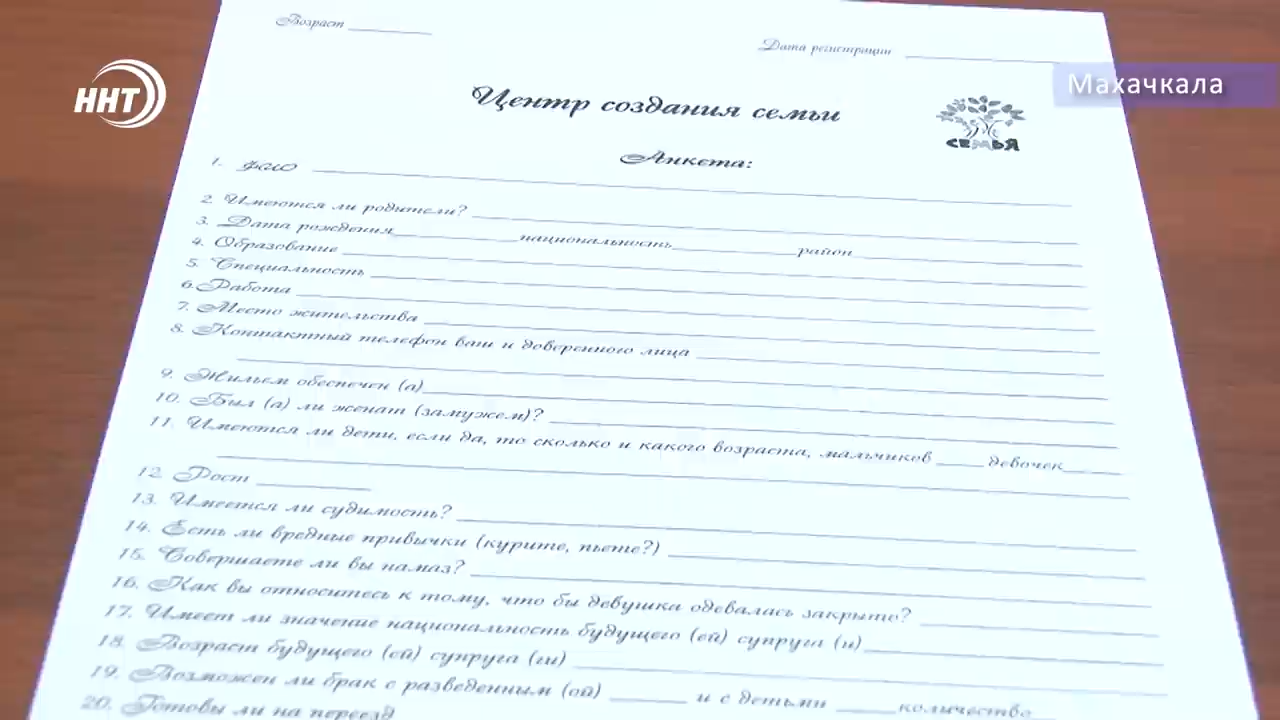 Возраст
Дата регистрации
ННТ
Махачкала
Центр создания семьи
СЕМЬЯ
Анкета:
1. ФИО
2. Имеются ли родители?
3. Дата рождения национальность район
4. Образование
5. Специальность
6. Работа
7. Место жительства
8. Контактный телефон ваш и доверенного лица
9. Жильем обеспечен (а)
10. Был (а) ли женат (замужем)?
11. Имеются ли дети, если да, то сколько и какого возраста, мальчиков девочек
12. Рост
13. Имеется ли судимость?
14. Есть ли вредные привычки (курите, пьете?)
15. Совершаете ли вы намаз?
16. Как вы относитесь к тому, что бы девушка одевалась закрыто?
17. Имеет ли значение национальность будущего (ей) супруга (и)
18. Возраст будущего (ей) супруга (ги)
19. Возможен ли брак с разведенным (ой) и с детьми количество
20. Готовы ли на переезд